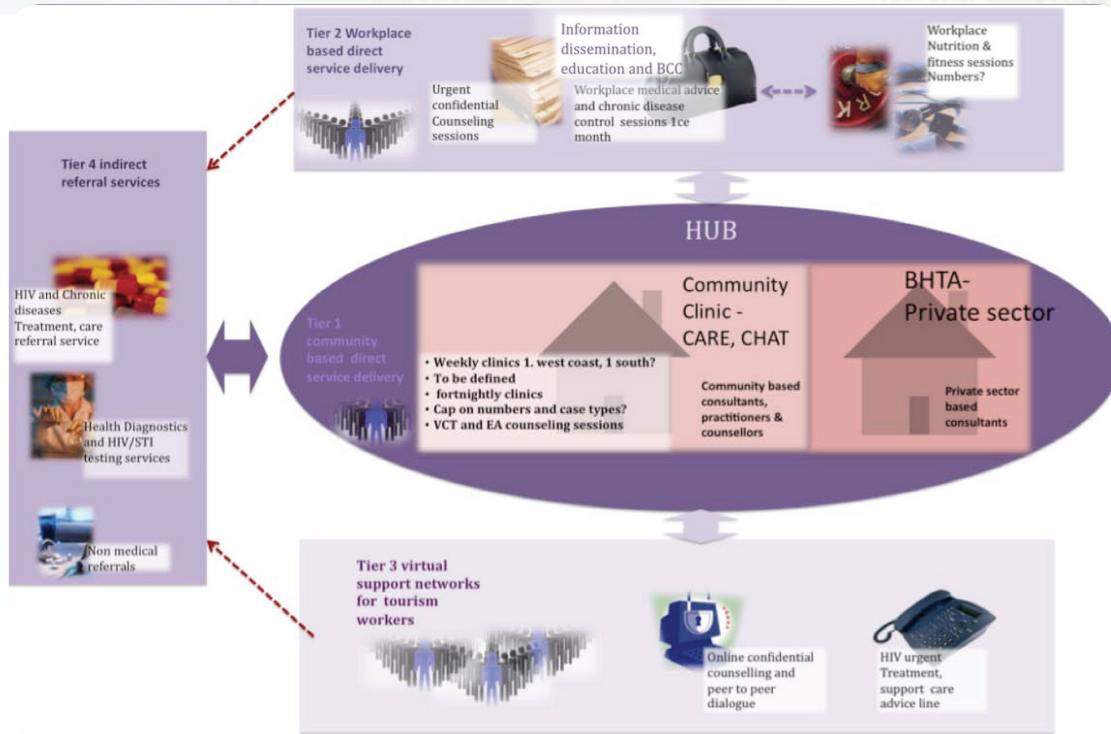 Tier 2 Workplace
based direct
service delivery
Urgent
confidential
Counseling
sessions
Information
dissemination,
education and BCC
Workplace medical advice
and chronic disease
control sessions 1ce
month
Workplace
Nutrition &
fitness sessions
Numbers?
RK
Tier 4 indirect
referral services
HIV and Chronic
diseases
Treatment, care
referral service
Health Diagnostics
and HIV/STI
testing services
Non medical
referrals
HUB
Tier 1
community
based direct
service delivery
• Weekly clinics 1. west coast, 1 south?
• To be defined
• fortnightly clinics
• Cap on numbers and case types?
• VCT and EA counseling sessions
Community
Clinic -
CARE, CHAT
Community based
consultants,
practitioners &
counsellors
BHTA-
Private sector
Private sector
based
consultants
Tier 3 virtual
support networks
for tourism
workers
Online confidential
counselling and
peer to peer
dialogue
HIV urgent
Treatment,
support care
advice line